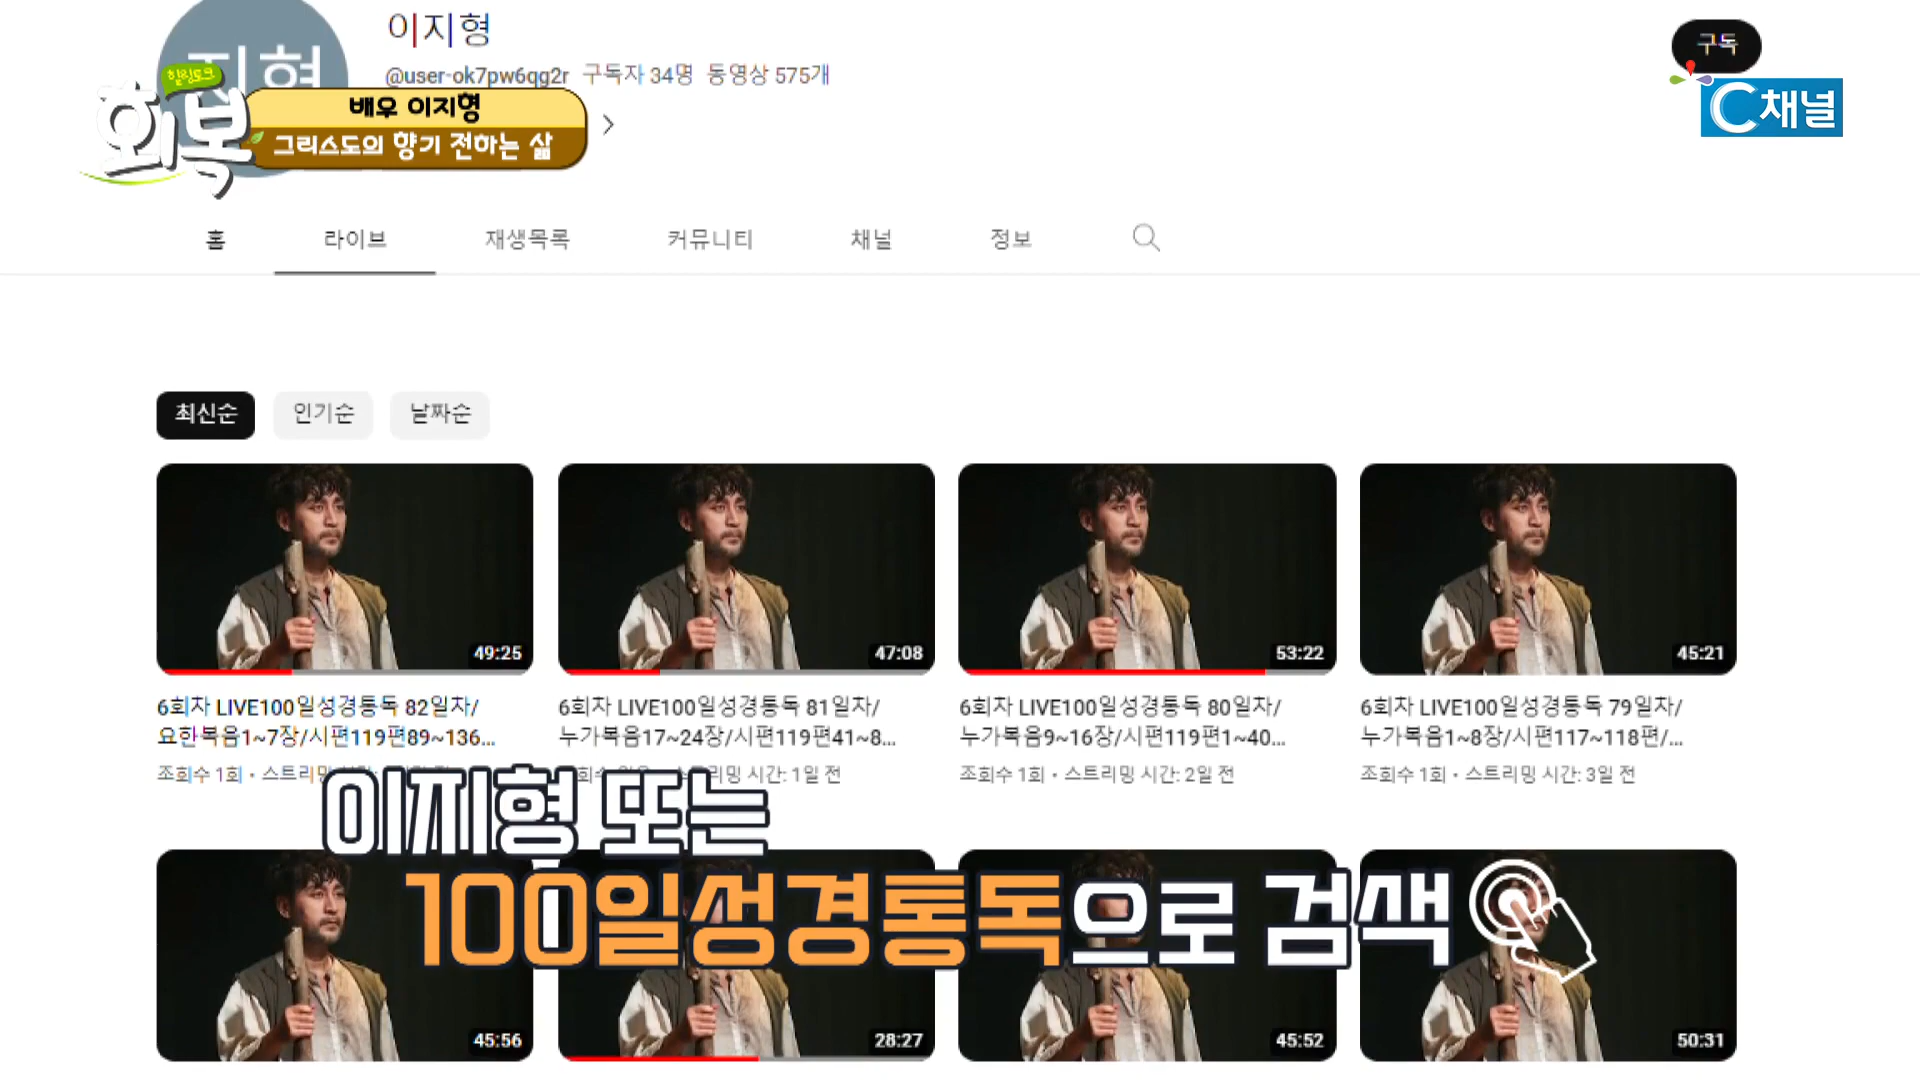 이지형
지형
@user-ok7pw6qg2r 구독자 34명 동영상 575개
구독
힐링토크
회복
배우 이지형
그리스도의 향기 전하는 삶
C채널
홈 라이브 재생목록 커뮤니티 채널 정보
최신순 인기순 날짜순
49:25
47:08
53:22
45:21
6회차 LIVE100일성경통독 82일차/
요한복음1~7장/시편119편89~136...
조회수 1회 • 스트리밍
6회차 LIVE100일성경통독 81일차/
누가복음17~24장/시편119편41~8...
스트리밍 시간: 1일 전
6회차 LIVE100일성경통독 80일차/
누가복음9~16장/시편119편1~40...
조회수 1회 • 스트리밍 시간: 2일 전
6회차 LIVE100일성경통독 79일차/
누가복음1~8장/시편117~118편/...
조회수 1회 • 스트리밍 시간: 3일 전
이지형 또는
100일성경통독으로 검색
45:56
28:27
45:52
50:31